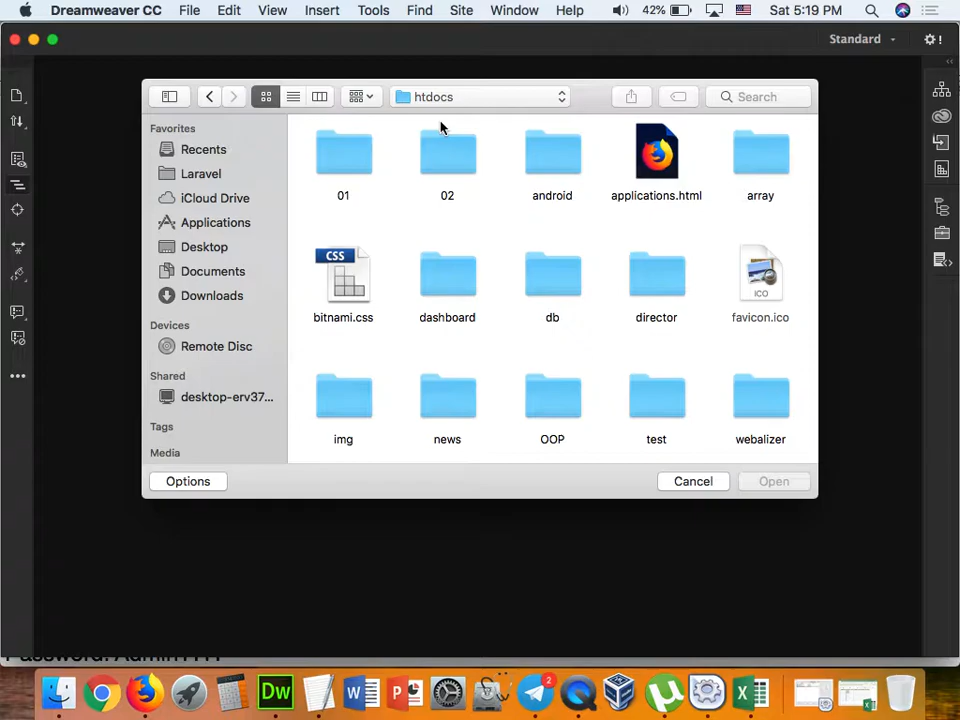 Dreamweaver CC File Edit View Insert Format Tools Find Site Window Help 42% Sat 5:19 PM
Standard
htdocs
Search
Favorites
Recents
Laravel
iCloud Drive
Applications
Desktop
Documents
Downloads
Devices
Remote Disc
Shared
desktop-erv37...
Tags
Media
01 02 android applications.html array
CSS
ICO
bitnami.css dashboard db director favicon.ico
img news OOP test webalizer
Options
Cancel
Open
Dw
W
P
2
X